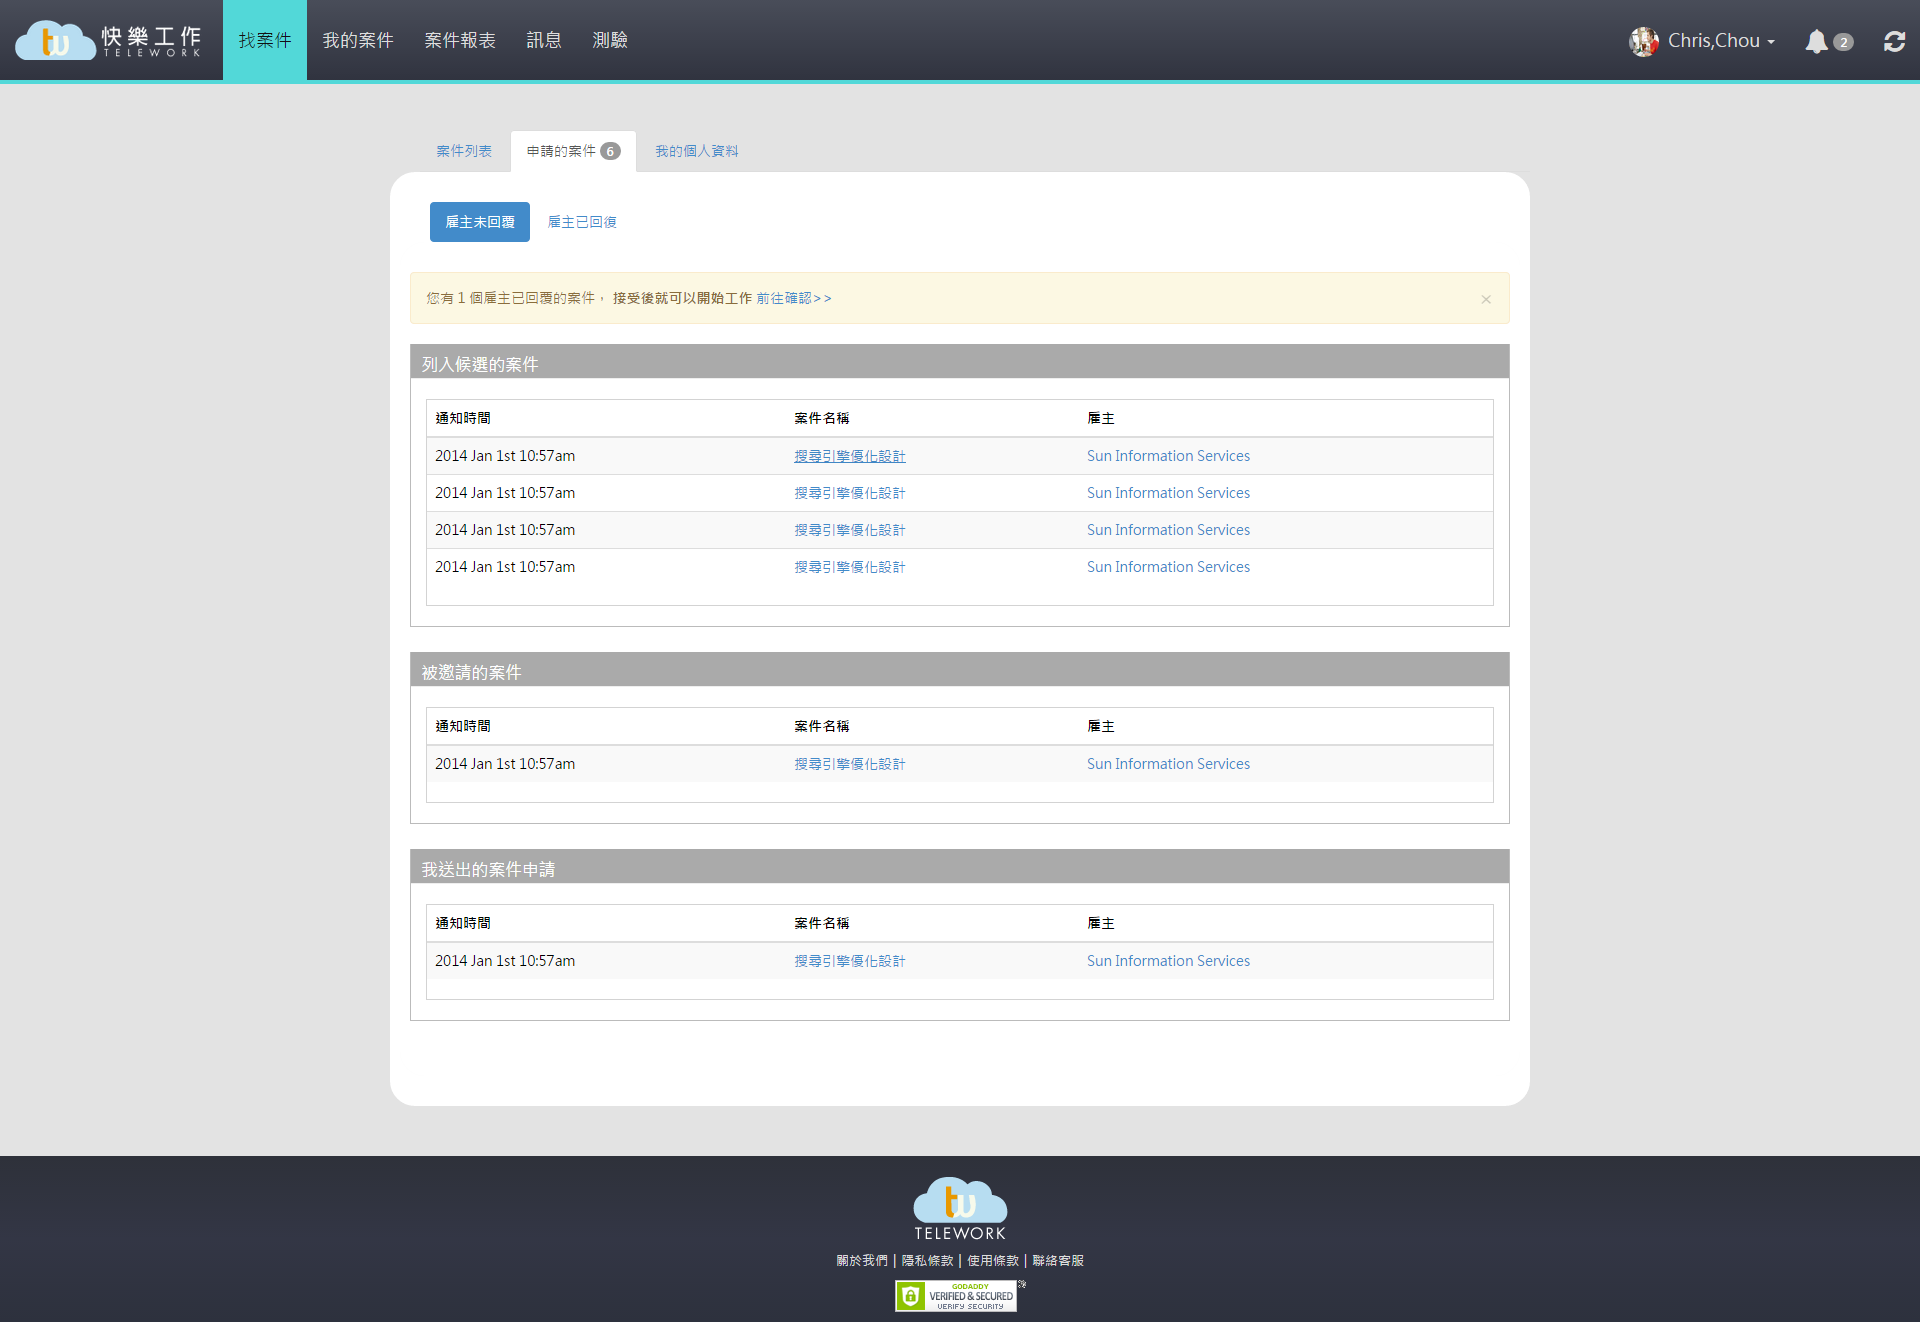 tw 快樂工作 TELEWORK 找案件 我的案件 案件報表 訊息 測驗 Chris,Chou 2
案件列表 申請的案件 6 我的個人資料
雇主未回覆 雇主已回復
您有 1 個雇主已回覆的案件， 接受後就可以開始工作 前往確認>> ×
列入候選的案件
通知時間 案件名稱 雇主
2014 Jan 1st 10:57am 搜尋引擎優化設計 Sun Information Services
2014 Jan 1st 10:57am 搜尋引擎優化設計 Sun Information Services
2014 Jan 1st 10:57am 搜尋引擎優化設計 Sun Information Services
2014 Jan 1st 10:57am 搜尋引擎優化設計 Sun Information Services
被邀請的案件
通知時間 案件名稱 雇主
2014 Jan 1st 10:57am 搜尋引擎優化設計 Sun Information Services
我送出的案件申請
通知時間 案件名稱 雇主
2014 Jan 1st 10:57am 搜尋引擎優化設計 Sun Information Services
tw
TELEWORK
關於我們 | 隱私條款 | 使用條款 | 聯絡客服
GODADDY
VERIFIED & SECURED
VERIFY SECURITY